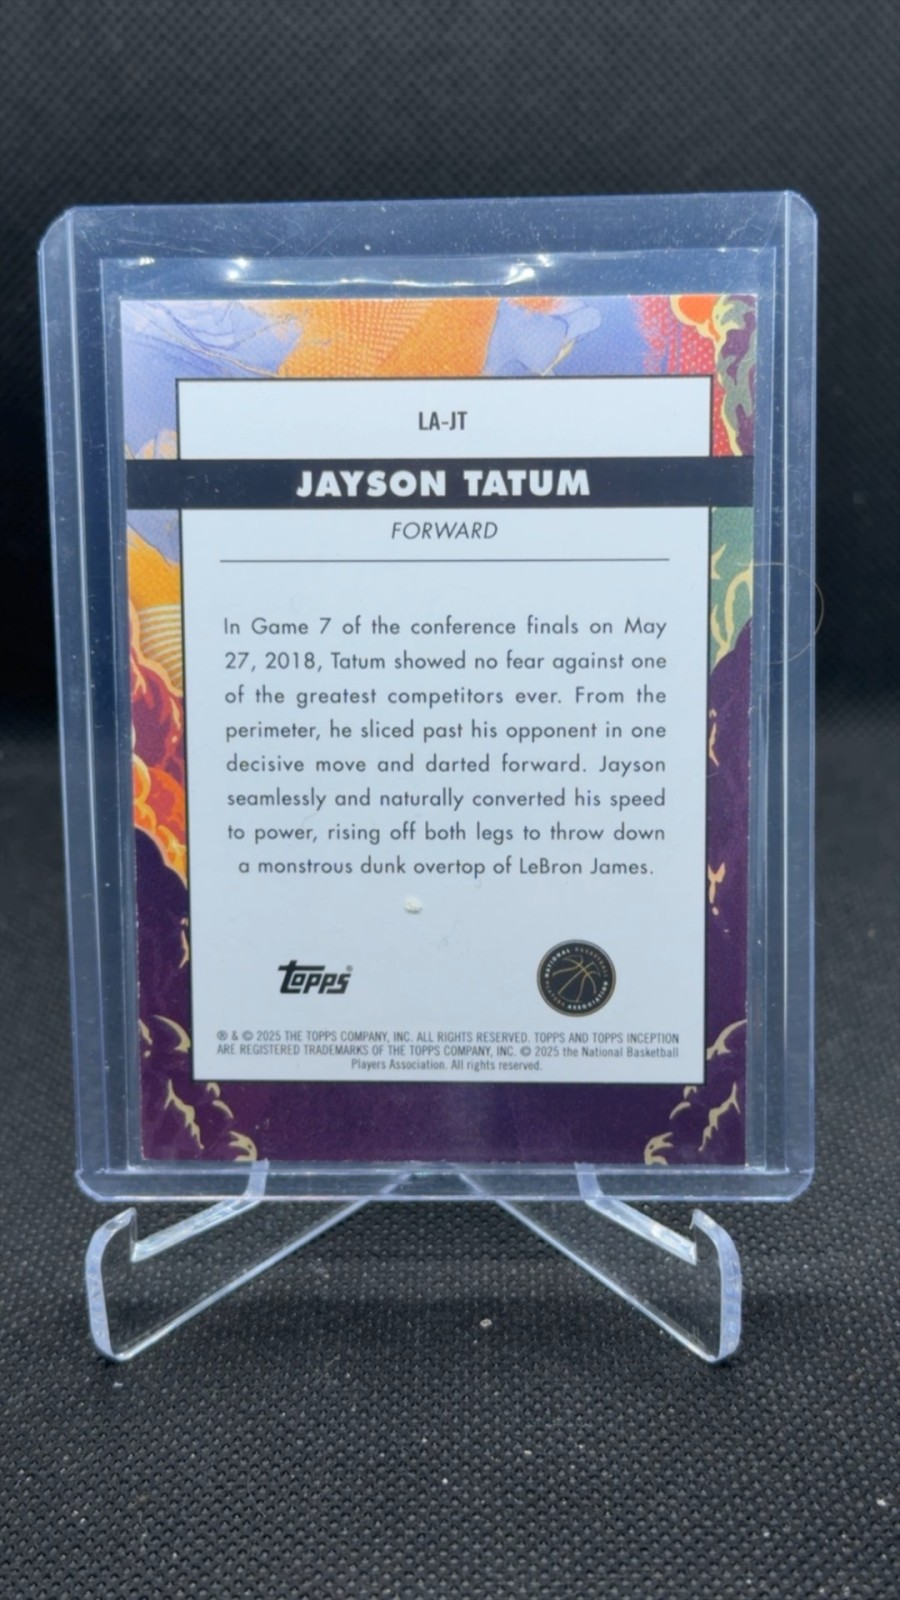 LA-JT
JAYSON TATUM
FORWARD
In Game 7 of the conference finals on May
27, 2018, Tatum showed no fear against one
of the greatest competitors ever. From the
perimeter, he sliced past his opponent in one
decisive move and darted forward. Jayson
seamlessly and naturally converted his speed
to power, rising off both legs to throw down
a monstrous dunk overtop of LeBron James.
topps®
NATIONAL BASKETBALL PLAYERS ASSOCIATION
® & © 2025 THE TOPPS COMPANY, INC. ALL RIGHTS RESERVED. TOPPS AND TOPPS INCEPTION
ARE REGISTERED TRADEMARKS OF THE TOPPS COMPANY, INC. © 2025 the National Basketball
Players Association. All rights reserved.